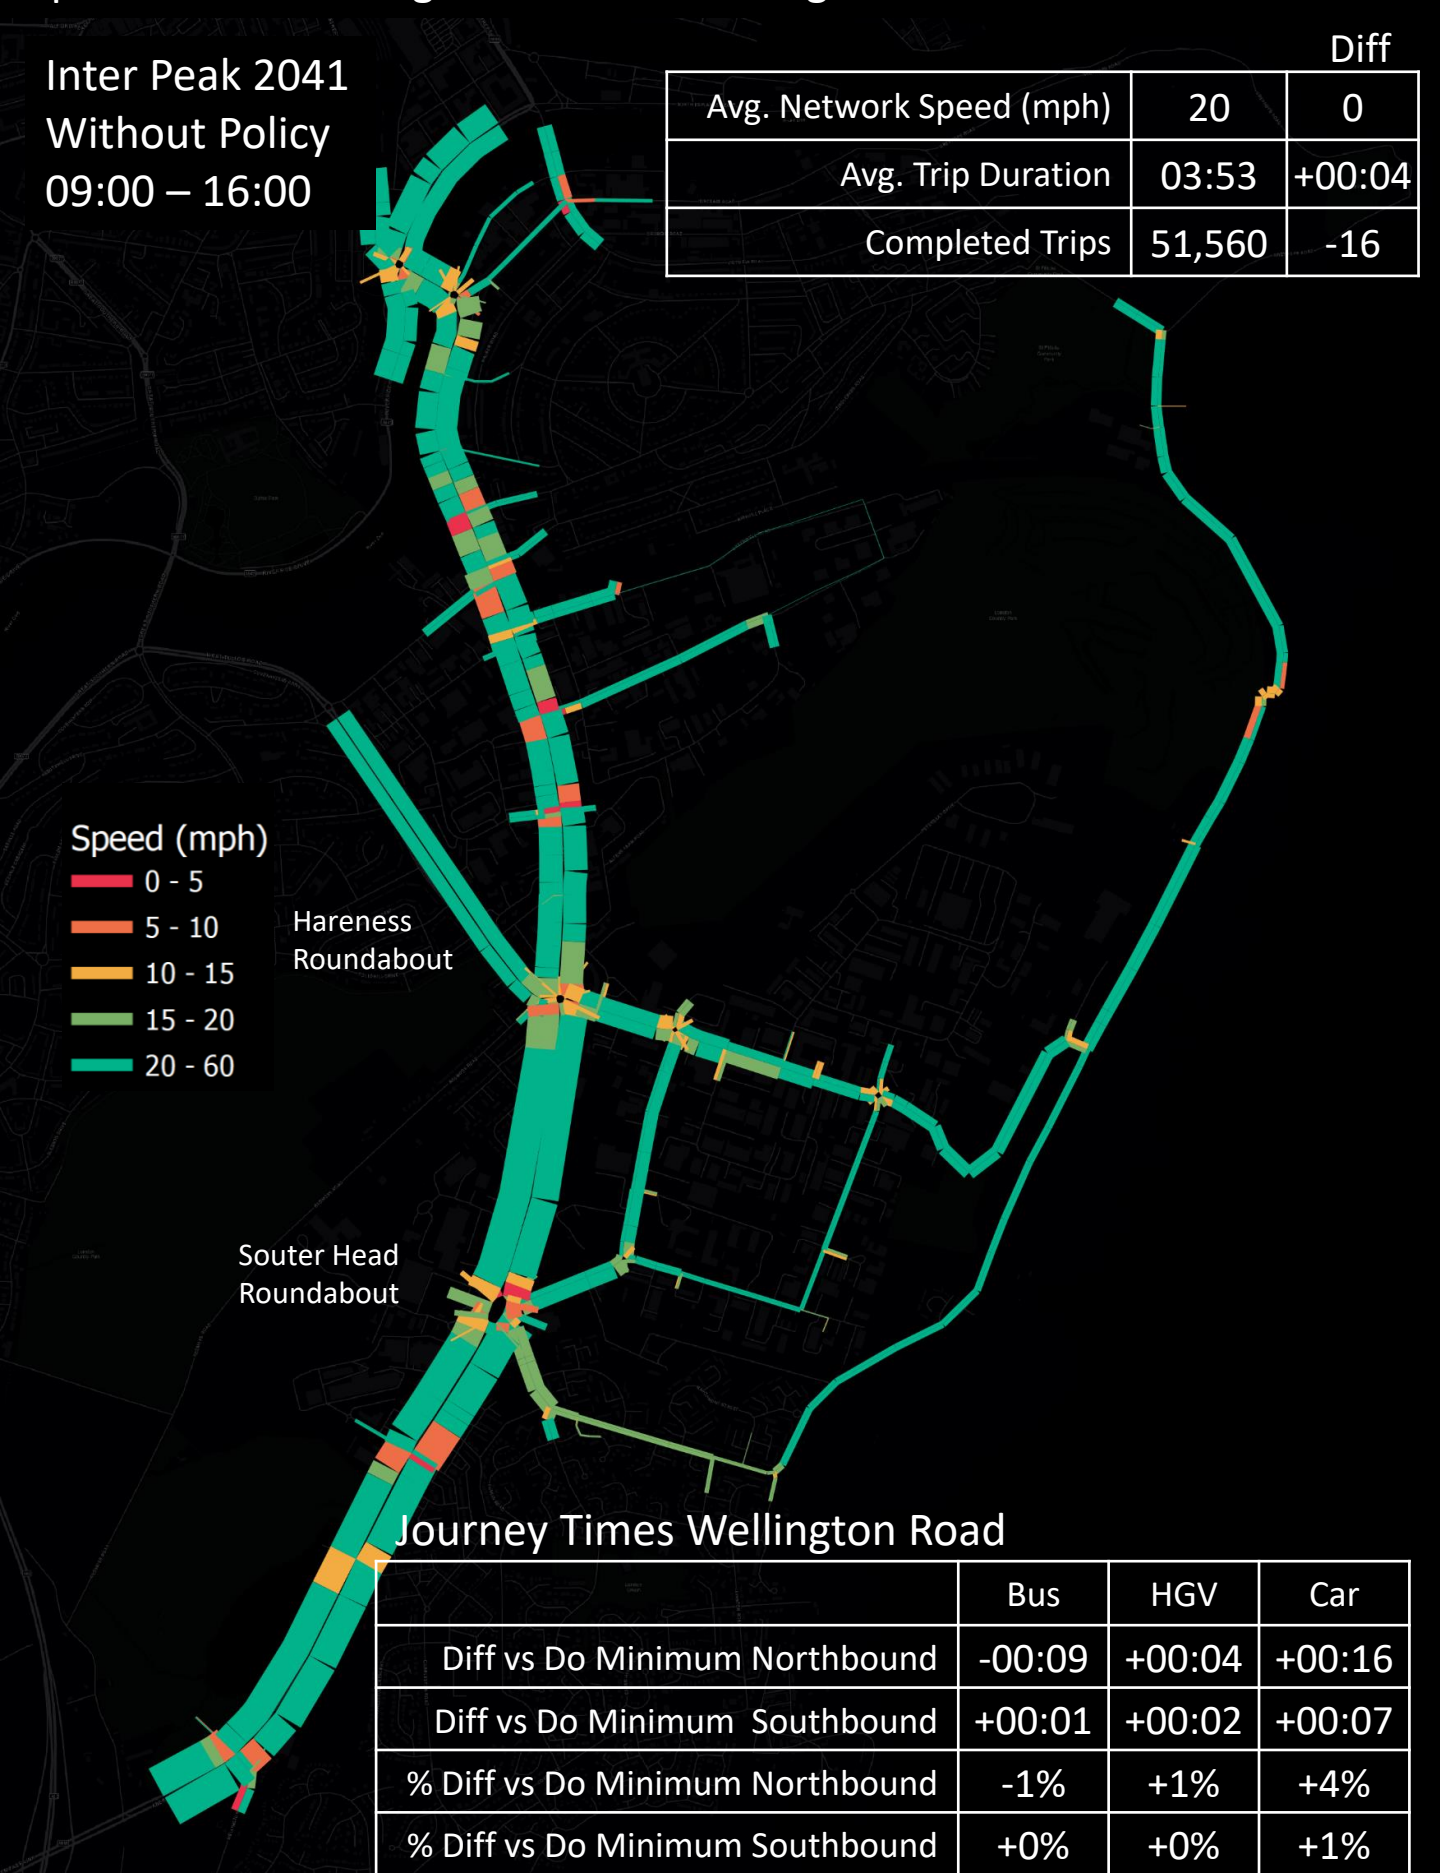 Inter Peak 2041
Without Policy
09:00 – 16:00
Diff
Avg. Network Speed (mph) 20 0
Avg. Trip Duration 03:53 +00:04
Completed Trips 51,560 -16
Speed (mph)
0 - 5
5 - 10
10 - 15
15 - 20
20 - 60
Hareness
Roundabout
Souter Head
Roundabout
Journey Times Wellington Road
Bus HGV Car
Diff vs Do Minimum Northbound -00:09 +00:04 +00:16
Diff vs Do Minimum Southbound +00:01 +00:02 +00:07
% Diff vs Do Minimum Northbound -1% +1% +4%
% Diff vs Do Minimum Southbound +0% +0% +1%